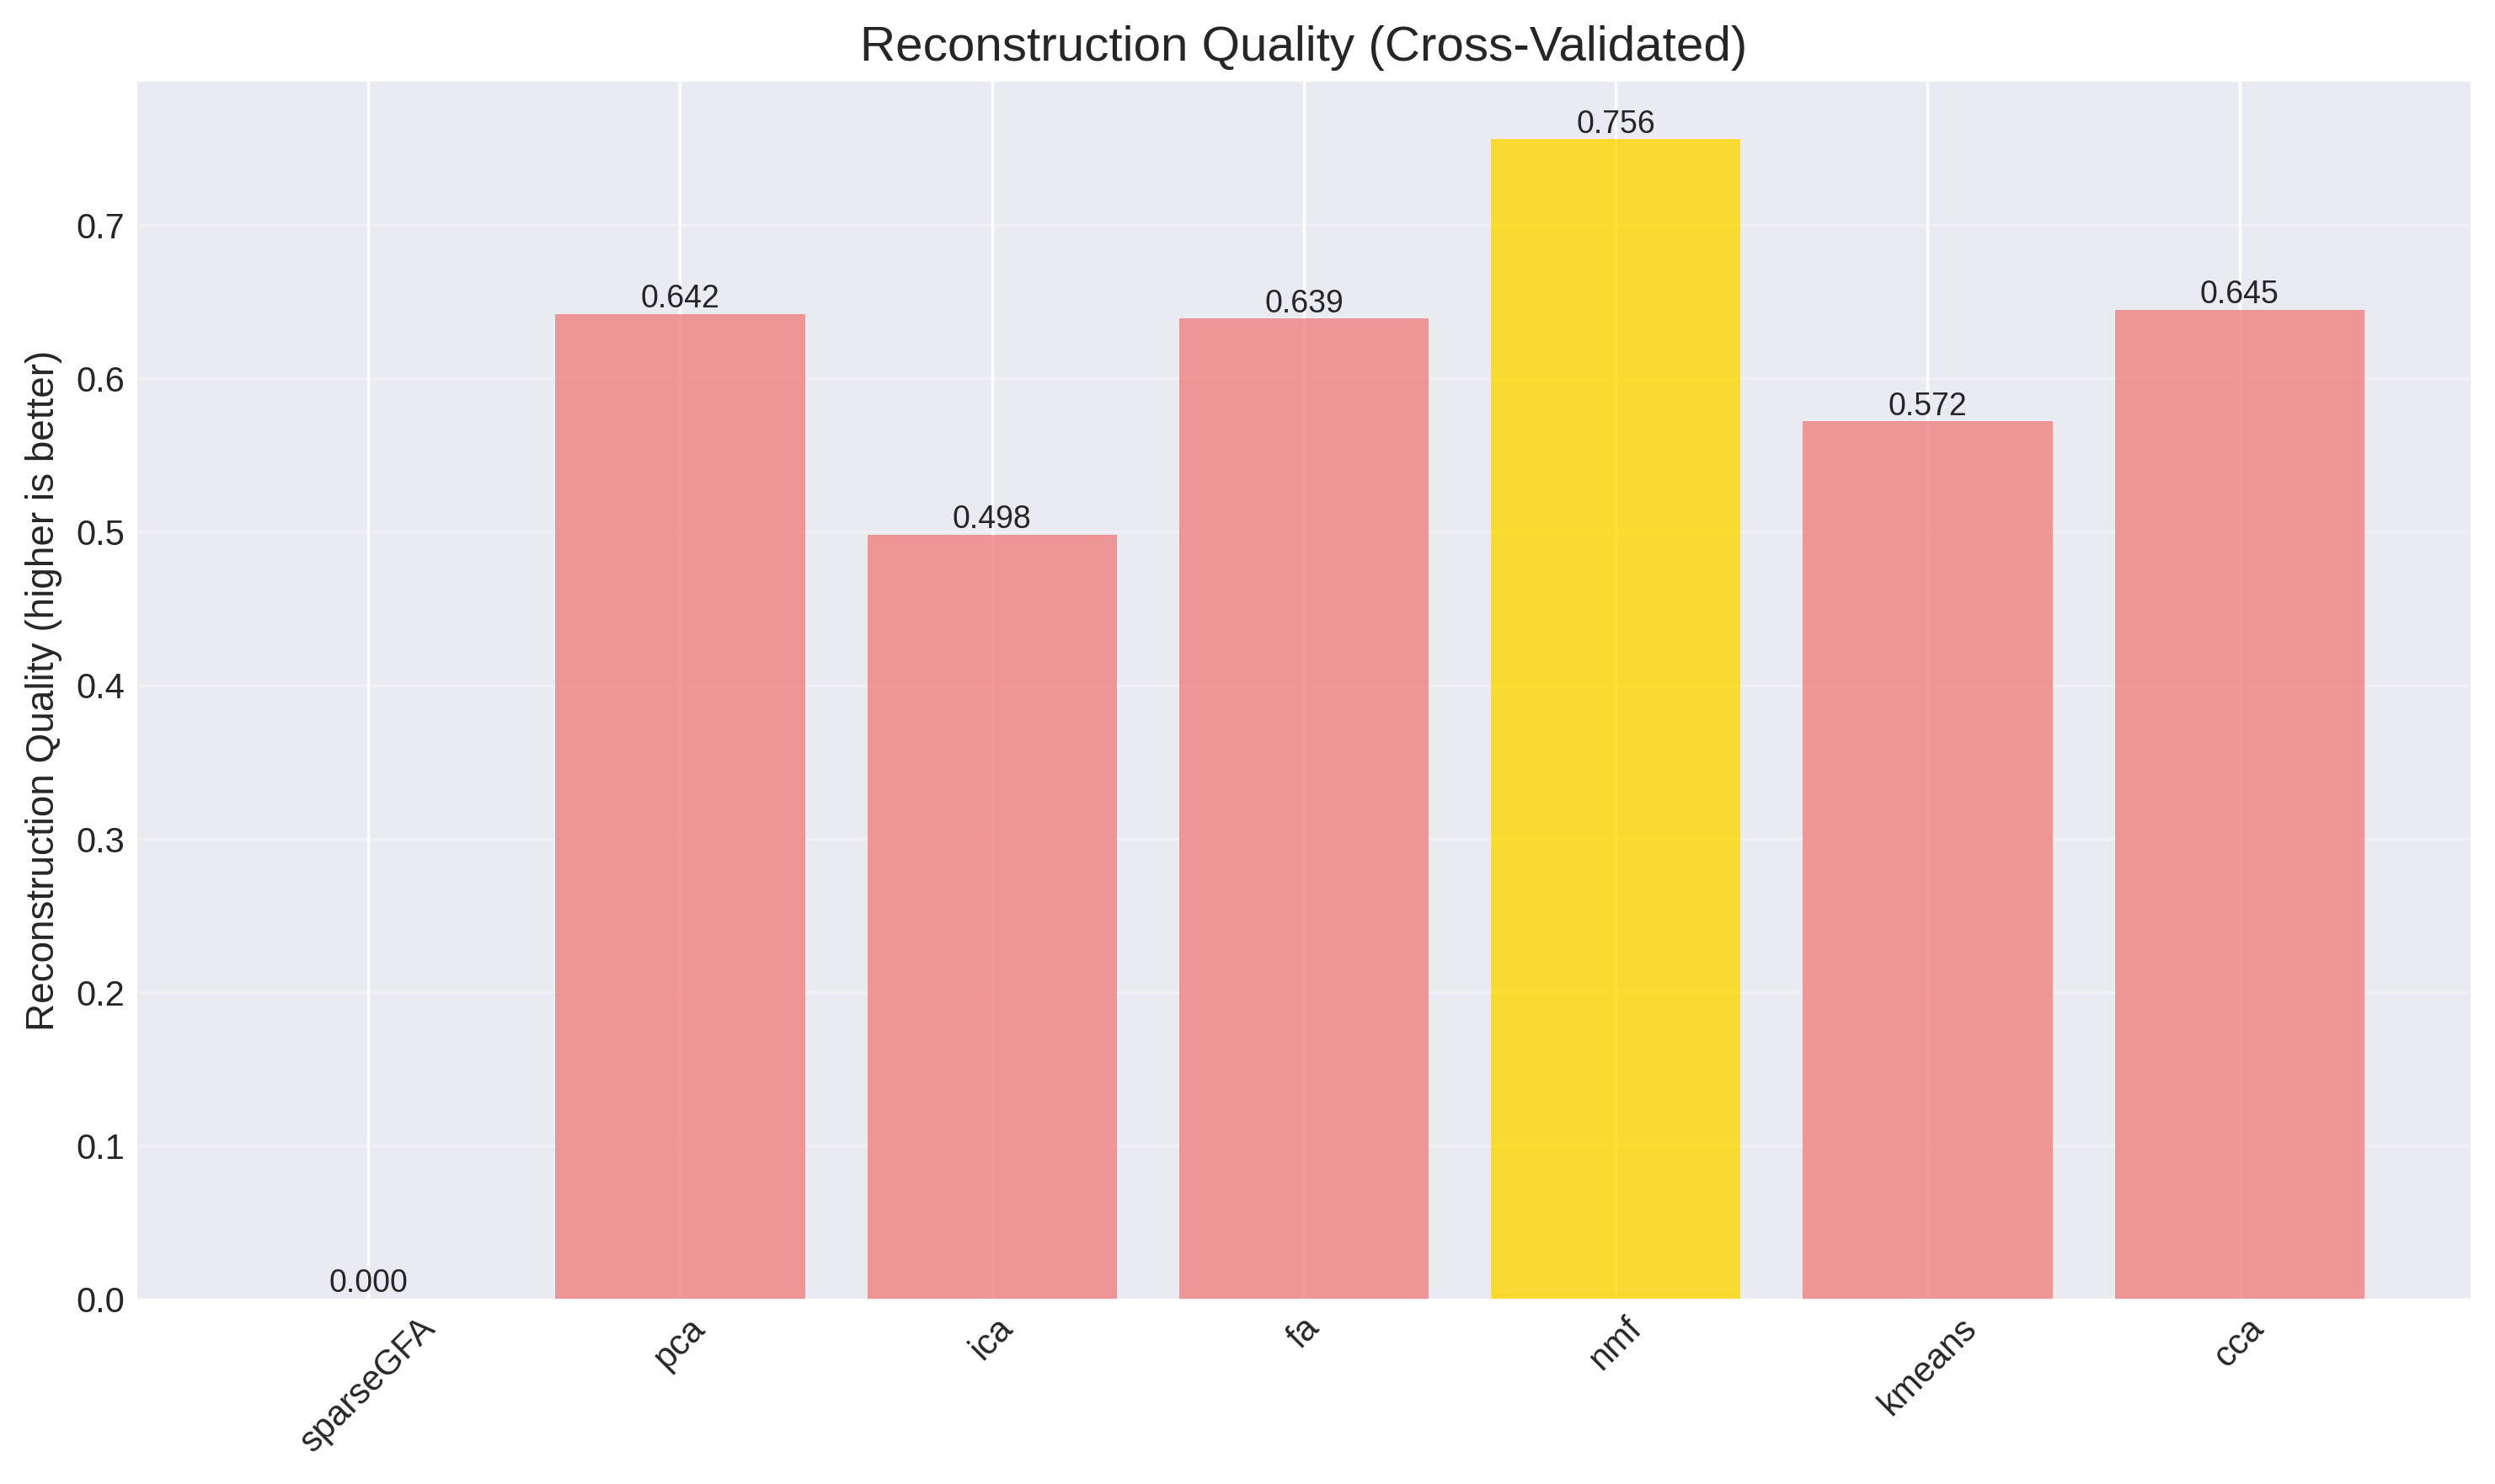 Reconstruction Quality (Cross-Validated)
Reconstruction Quality (higher is better)
0.7
0.6
0.5
0.4
0.3
0.2
0.1
0.0
0.000
0.642
0.498
0.639
0.756
0.572
0.645
sparseGFA
pca
ica
fa
nmf
kmeans
cca